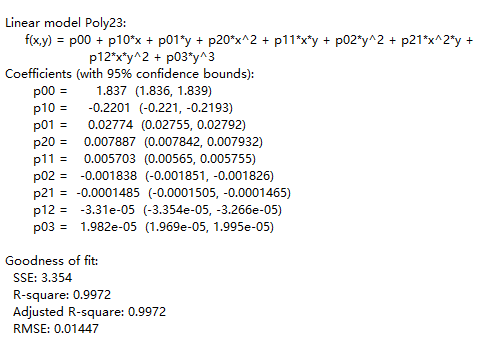 Linear model Poly23:
f(x,y) = p00 + p10*x + p01*y + p20*x^2 + p11*x*y + p02*y^2 + p21*x^2*y +
p12*x*y^2 + p03*y^3
Coefficients (with 95% confidence bounds):
p00 = 1.837 (1.836, 1.839)
p10 = -0.2201 (-0.221, -0.2193)
p01 = 0.02774 (0.02755, 0.02792)
p20 = 0.007887 (0.007842, 0.007932)
p11 = 0.005703 (0.00565, 0.005755)
p02 = -0.001838 (-0.001851, -0.001826)
p21 = -0.0001485 (-0.0001505, -0.0001465)
p12 = -3.31e-05 (-3.354e-05, -3.266e-05)
p03 = 1.982e-05 (1.969e-05, 1.995e-05)
Goodness of fit:
SSE: 3.354
R-square: 0.9972
Adjusted R-square: 0.9972
RMSE: 0.01447